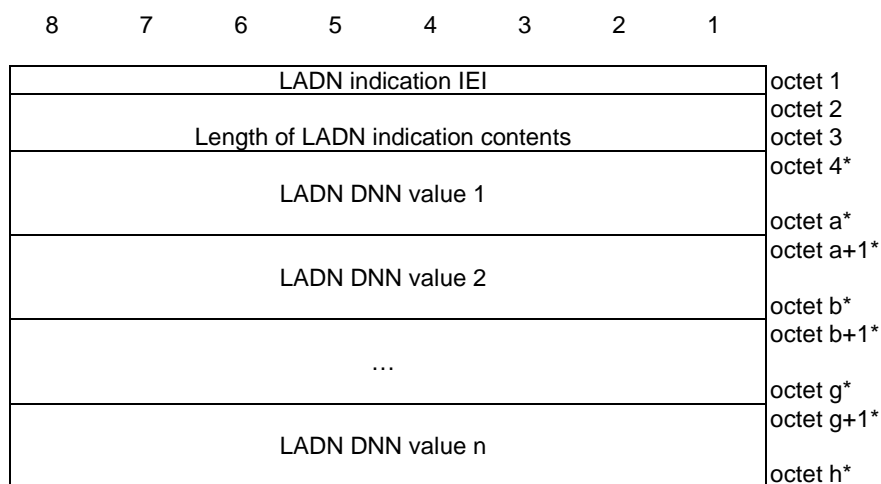 8 7 6 5 4 3 2 1
LADN indication IEI octet 1
octet 2
Length of LADN indication contents octet 3
octet 4*
LADN DNN value 1
octet a*
octet a+1*
LADN DNN value 2
octet b*
octet b+1*
…
octet g*
octet g+1*
LADN DNN value n
octet h*